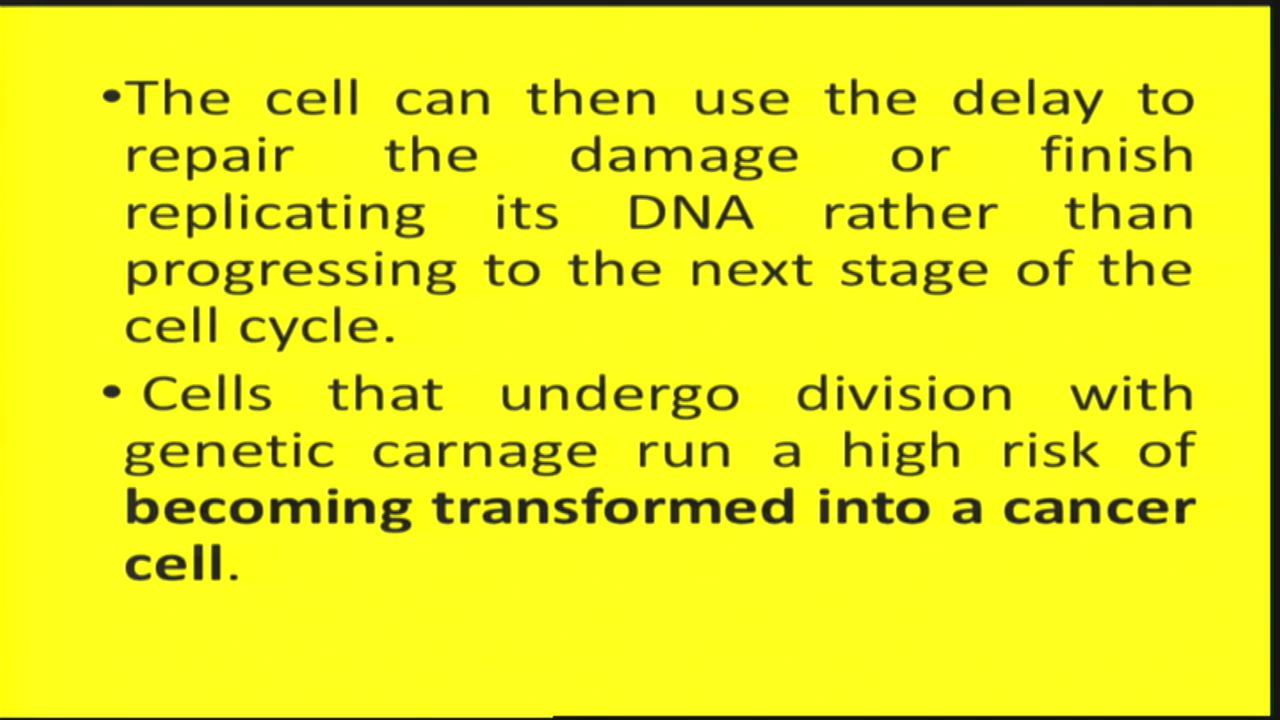 •The cell can then use the delay to
repair the damage or finish
replicating its DNA rather than
progressing to the next stage of the
cell cycle.
• Cells that undergo division with
genetic carnage run a high risk of
becoming transformed into a cancer
cell.